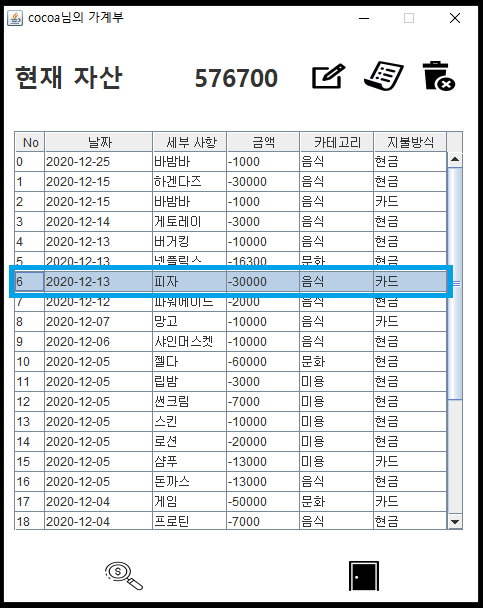 cocoa님의 가계부
현재 자산 576700
No 날짜 세부 사항 금액 카테고리 지불방식
0 2020-12-25 바밤바 -1000 음식 현금
1 2020-12-15 하겐다즈 -30000 음식 현금
2 2020-12-15 바밤바 -1000 음식 카드
3 2020-12-14 게토레이 -3000 음식 현금
4 2020-12-13 버거킹 -10000 음식 현금
5 2020-12-13 넷플릭스 -16300 문화 현금
6 2020-12-13 피자 -30000 음식 카드
7 2020-12-12 파워에이드 -2000 음식 현금
8 2020-12-07 망고 -10000 음식 카드
9 2020-12-06 샤인머스켓 -10000 음식 현금
10 2020-12-05 젤다 -60000 문화 현금
11 2020-12-05 립밤 -3000 미용 현금
12 2020-12-05 썬크림 -7000 미용 현금
13 2020-12-05 스킨 -10000 미용 현금
14 2020-12-05 로션 -20000 미용 현금
15 2020-12-05 샴푸 -13000 미용 카드
16 2020-12-05 돈까스 -13000 음식 현금
17 2020-12-04 게임 -50000 문화 카드
18 2020-12-04 프로틴 -7000 음식 현금